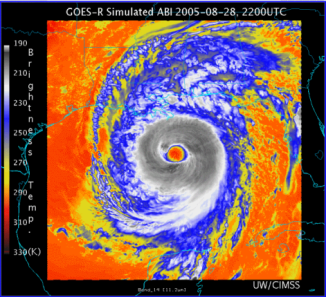 GOES-R Simulated ABI 2005-08-28, 2200UTC
190
210
230
250
270
290
310
330(K)
Brightness Temp.
UW/CIMSS